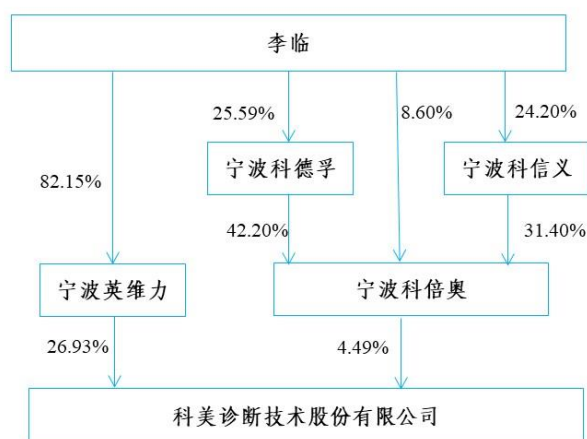 李临
25.59%
8.60%
24.20%
宁波科德孚
宁波科信义
82.15%
42.20%
31.40%
宁波英维力
宁波科倍奥
26.93%
4.49%
科美诊断技术股份有限公司